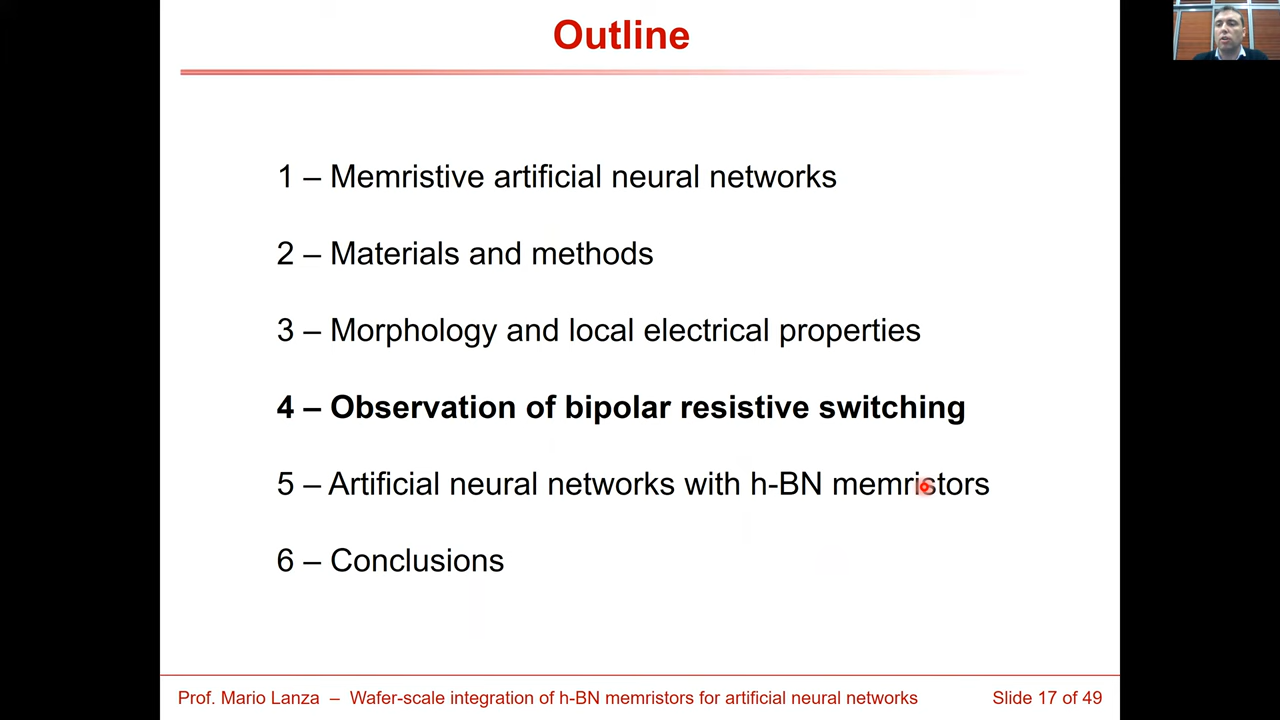 Outline
1 – Memristive artificial neural networks
2 – Materials and methods
3 – Morphology and local electrical properties
4 – Observation of bipolar resistive switching
5 – Artificial neural networks with h-BN memristors
6 – Conclusions
Prof. Mario Lanza – Wafer-scale integration of h-BN memristors for artificial neural networks Slide 17 of 49